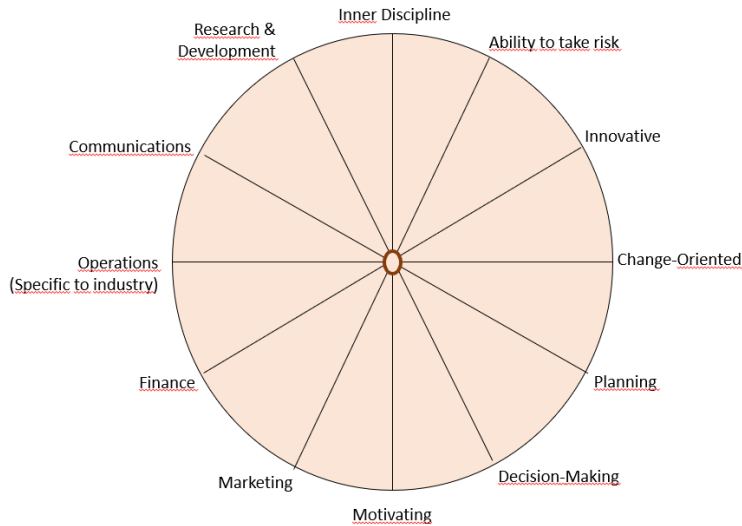 Inner Discipline
Research &
Development
Ability to take risk
Innovative
Communications
Change-Oriented
Operations
(Specific to industry)
Planning
Finance
Decision-Making
Marketing
Motivating